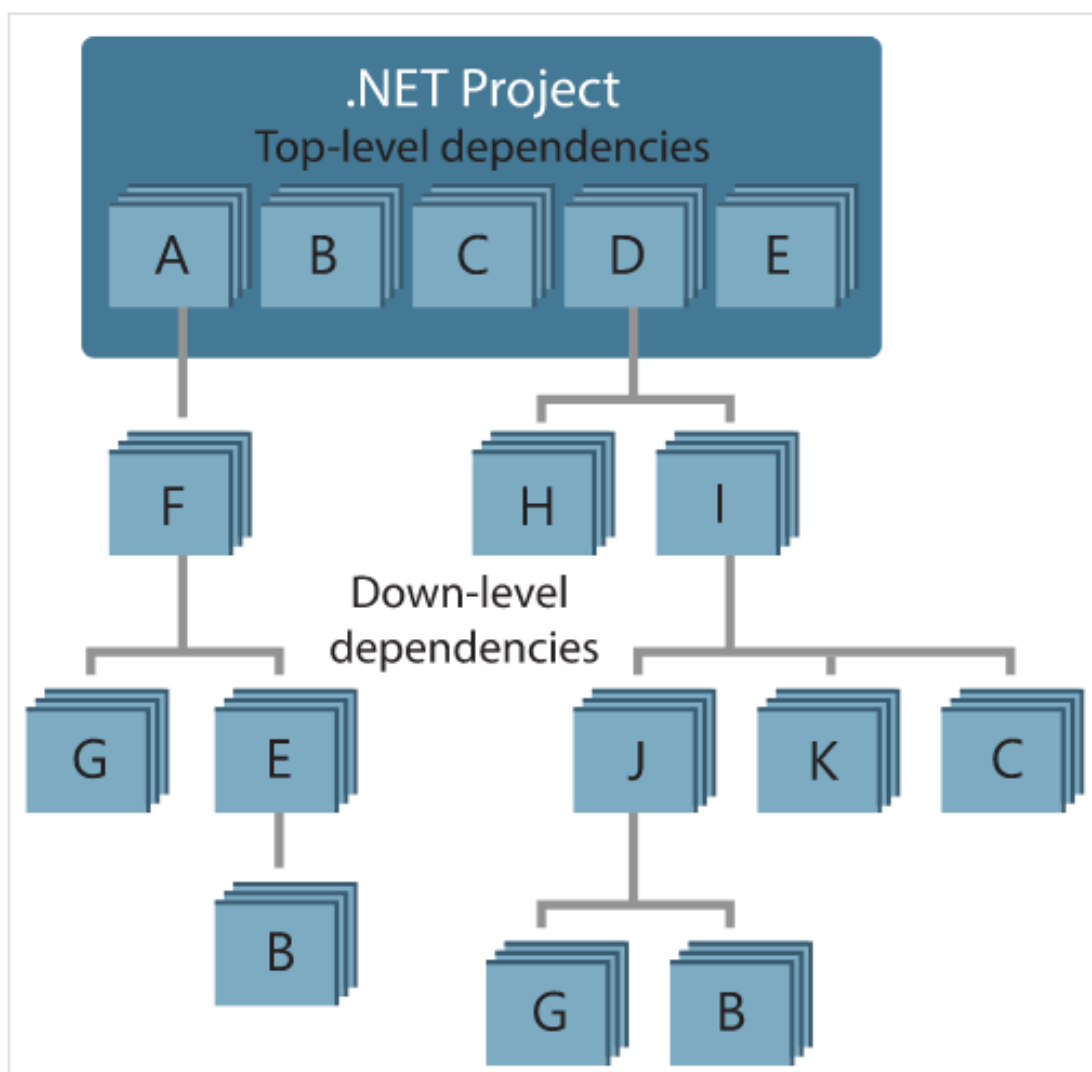 .NET Project
Top-level dependencies
A B C D E
F H I
Down-level
dependencies
G E J K C
B
G B